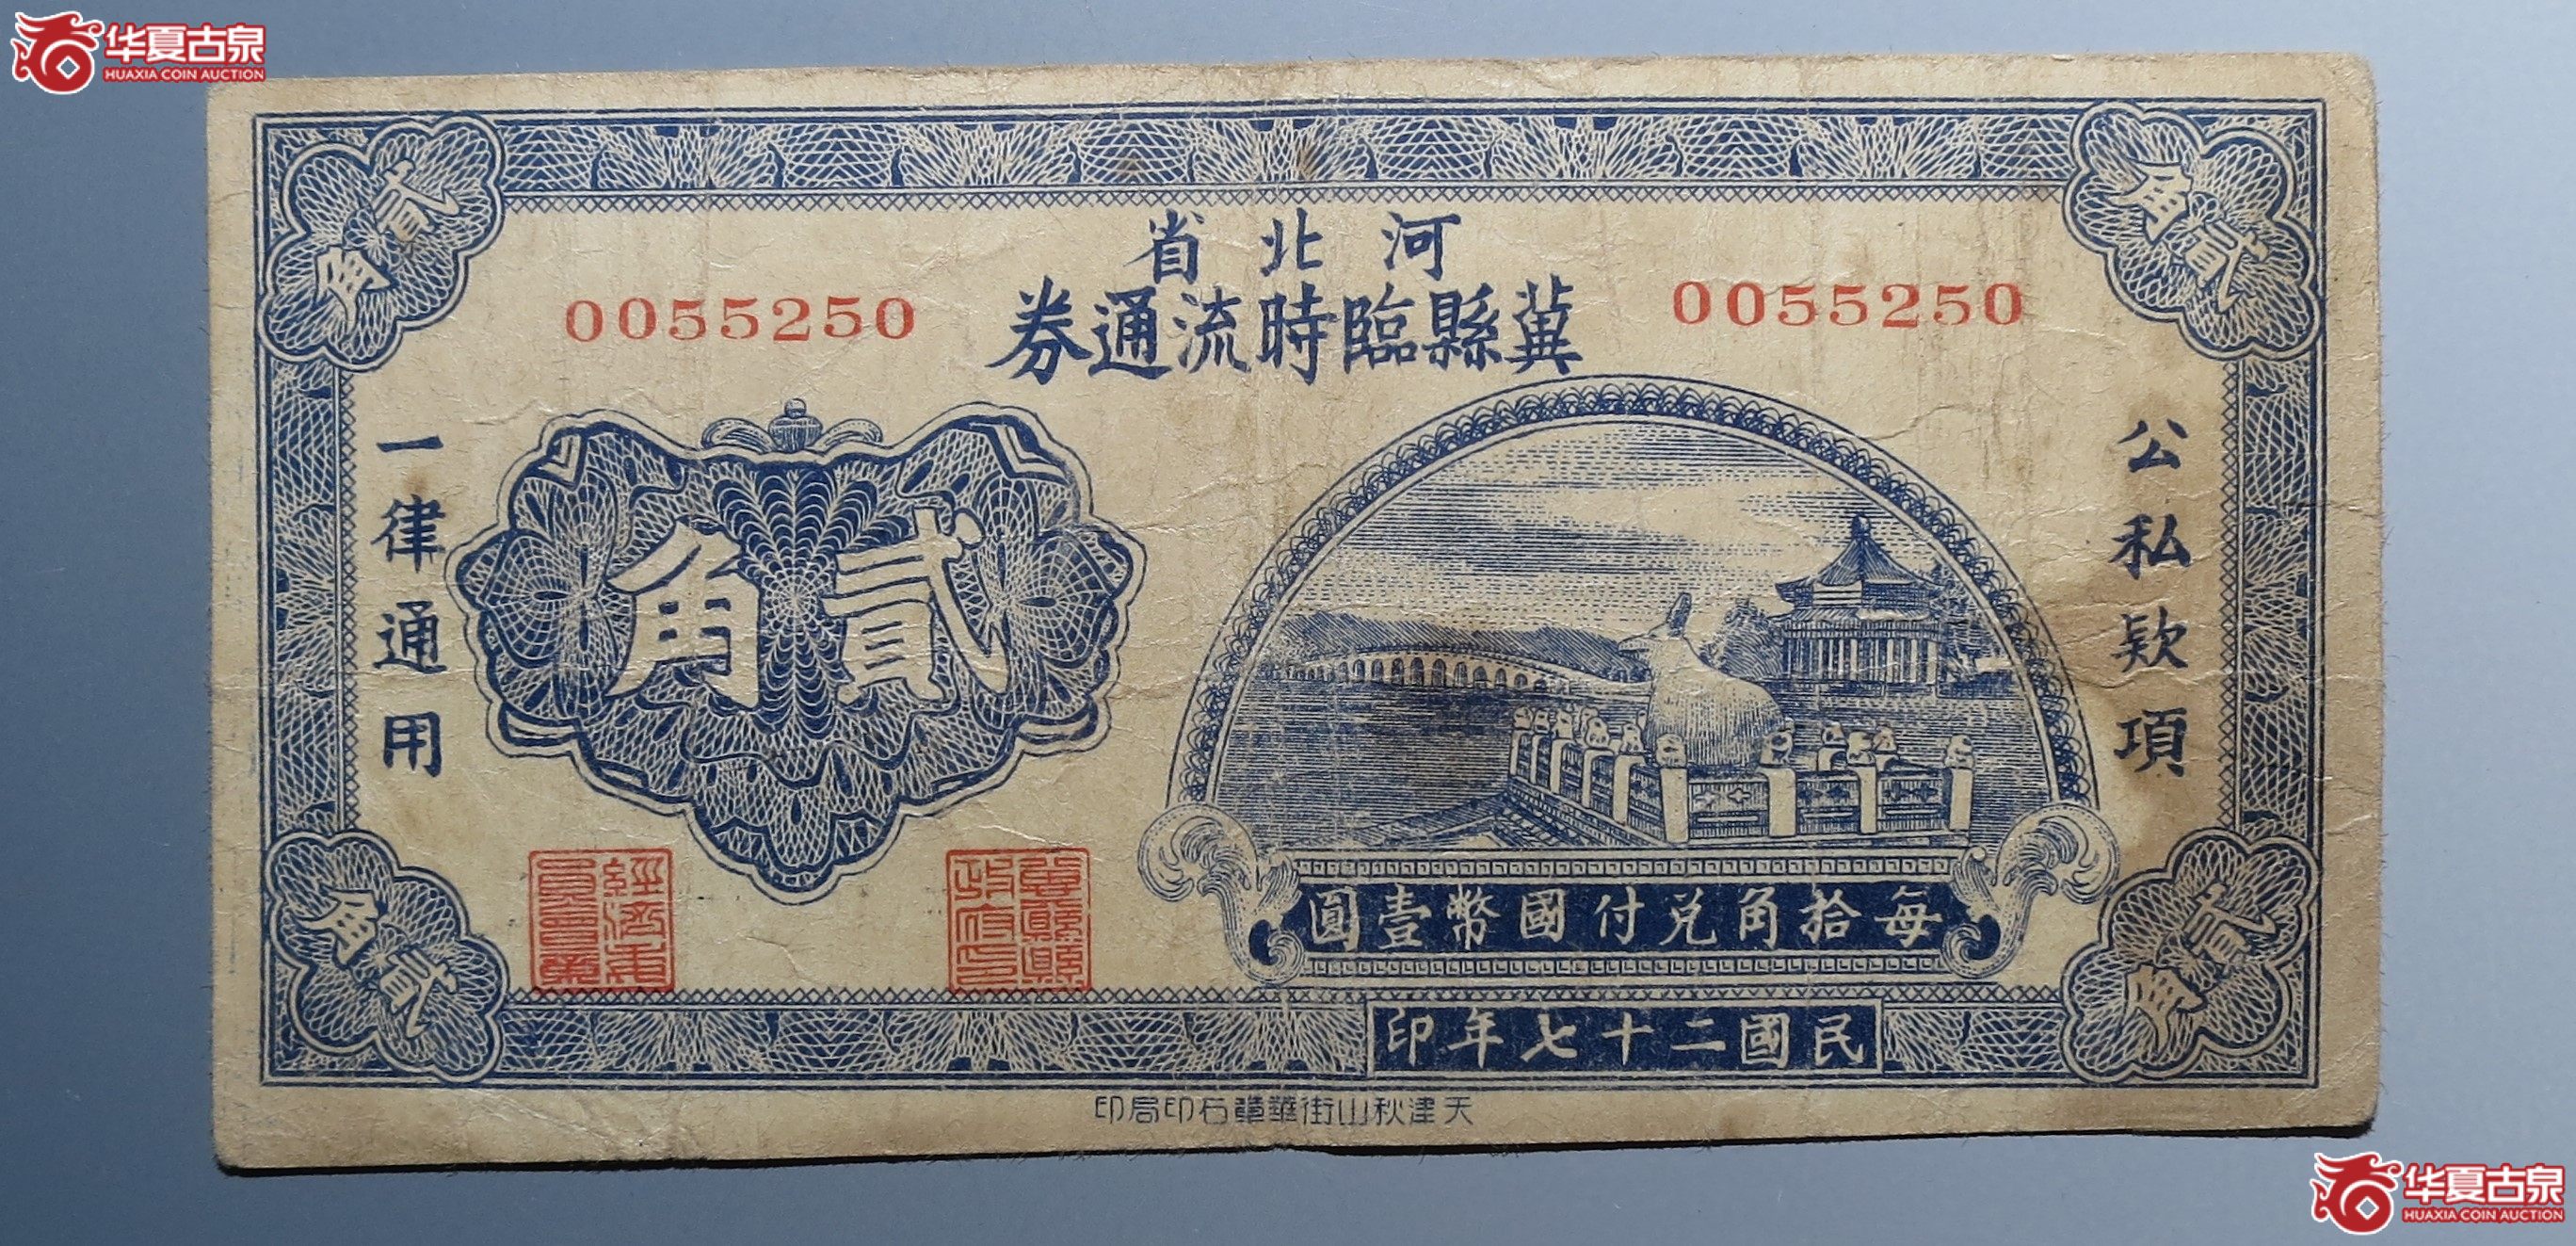 华夏古泉
HUAXIA COIN AUCTION
河北省
冀縣臨時流通券
0055250
0055250
貳角
貳角
公私款項
一律通用
貳角
每拾角兌付國幣壹圓
貳角
貳角
民國二十七年印
天津秋山街華章石印局印
华夏古泉
HUAXIA COIN AUCTION